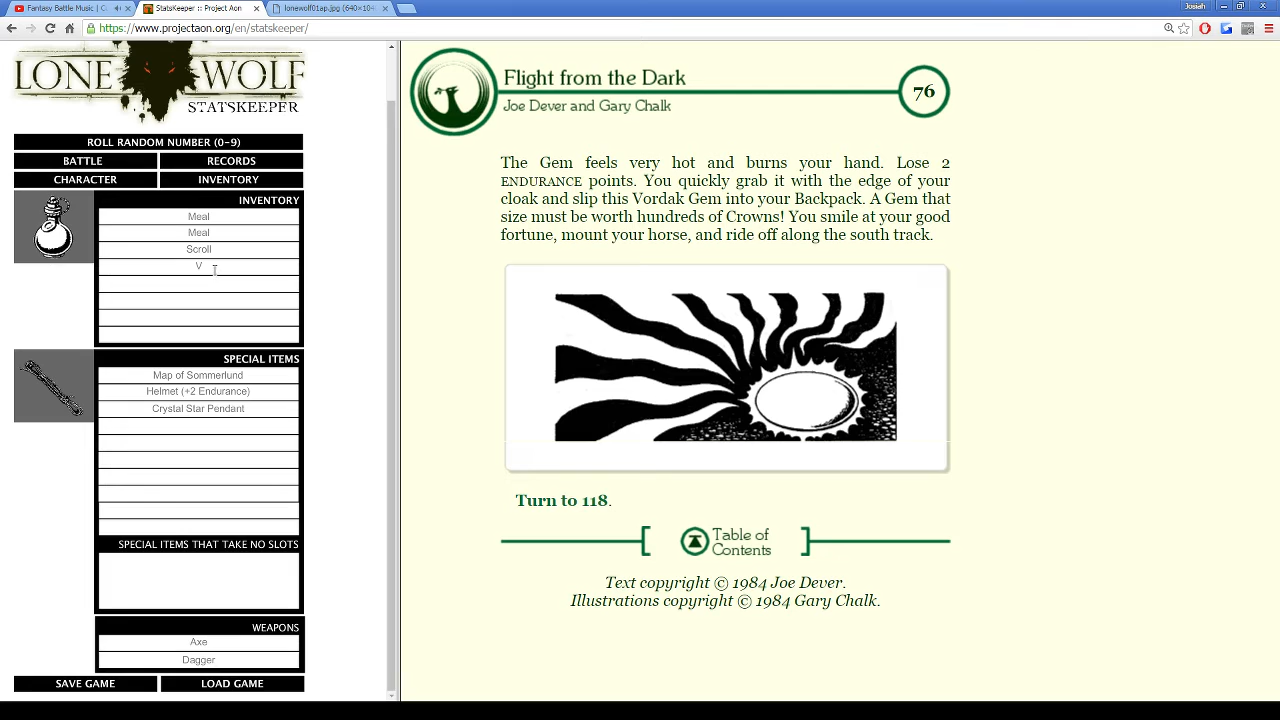 Fantasy Battle Music ( C
StatsKeeper :: Project Aon
lonewolf01ap.jpg (640×104
Josiah
https://www.projectaon.org/en/statskeeper/
LONE WOLF
STATSKEEPER
ROLL RANDOM NUMBER (0-9)
BATTLE
RECORDS
CHARACTER
INVENTORY
INVENTORY
Meal
Meal
Scroll
V
SPECIAL ITEMS
Map of Sommerlund
Helmet (+2 Endurance)
Crystal Star Pendant
SPECIAL ITEMS THAT TAKE NO SLOTS
WEAPONS
Axe
Dagger
SAVE GAME
LOAD GAME
Flight from the Dark
Joe Dever and Gary Chalk
76
The Gem feels very hot and burns your hand. Lose 2
ENDURANCE points. You quickly grab it with the edge of your
cloak and slip this Vordak Gem into your Backpack. A Gem that
size must be worth hundreds of Crowns! You smile at your good
fortune, mount your horse, and ride off along the south track.
Turn to 118.
Table of
Contents
Text copyright © 1984 Joe Dever.
Illustrations copyright © 1984 Gary Chalk.